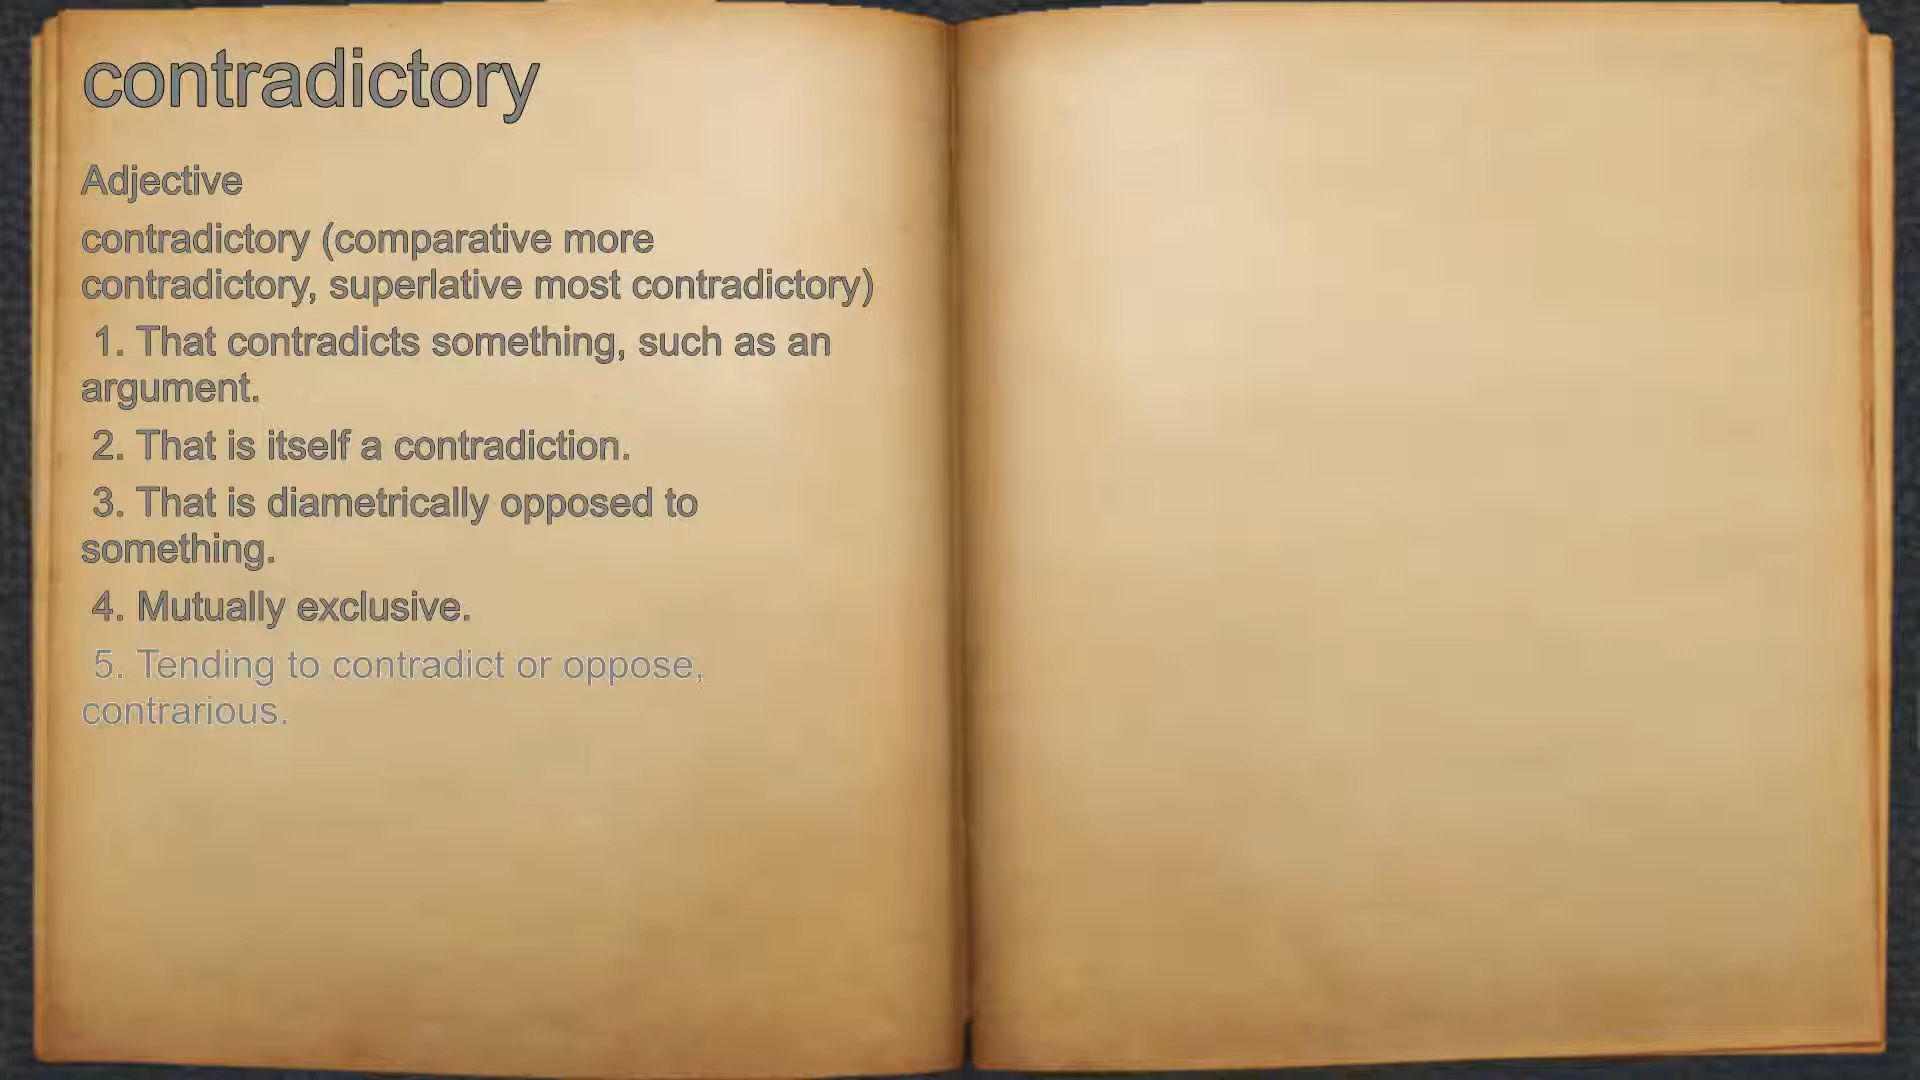 contradictory
Adjective
contradictory (comparative more
contradictory, superlative most contradictory)
1. That contradicts something, such as an
argument.
2. That is itself a contradiction.
3. That is diametrically opposed to
something.
4. Mutually exclusive.
5. Tending to contradict or oppose,
contrarious.